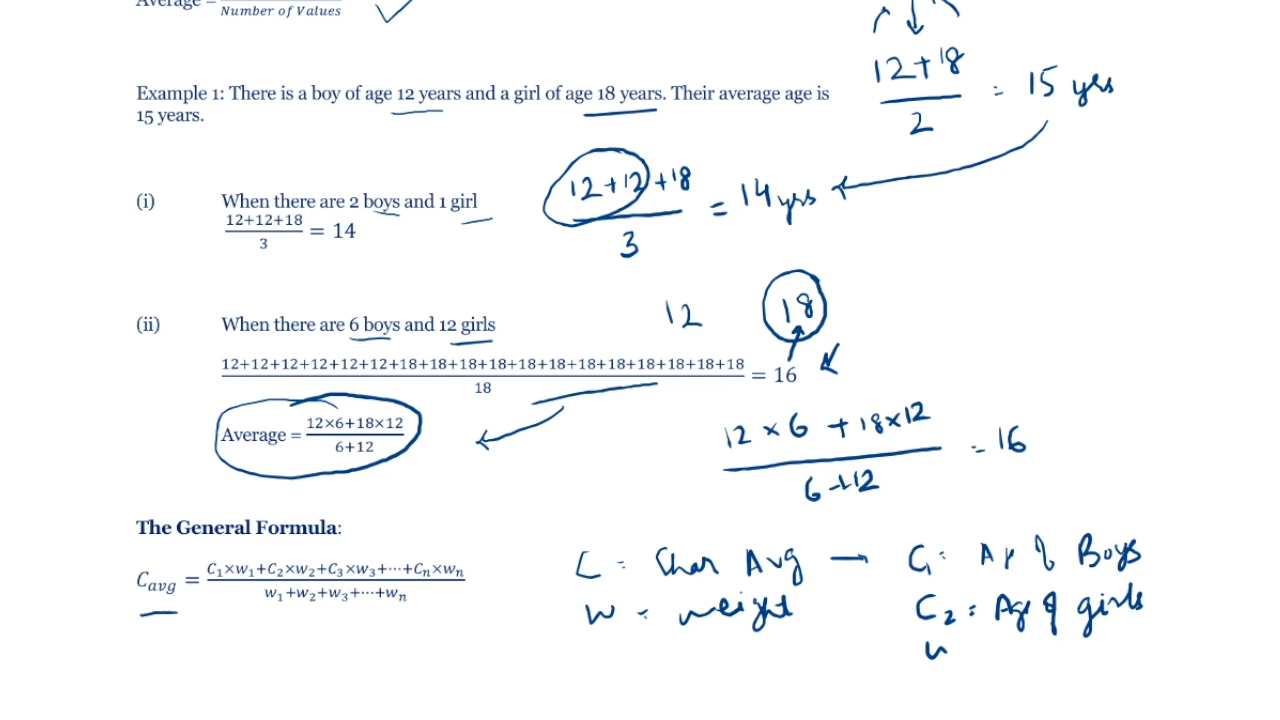 Average =
Number of Values
12+18
2
= 15 yrs
Example 1: There is a boy of age 12 years and a girl of age 18 years. Their average age is
15 years.
(i) When there are 2 boys and 1 girl
12+12+18
3
= 14
12+12+18
3
= 14 yrs
(ii) When there are 6 boys and 12 girls
12 18
12+12+12+12+12+12+18+18+18+18+18+18+18+18+18+18+18+18
18
= 16
Average =
12×6+18×12
6+12
12 × 6 + 18×12
6+12
= 16
The General Formula:
Cavg =
C1×w1+C2×w2+C3×w3+⋯+Cn×wn
w1+w2+w3+⋯+wn
C = Char Avg → C1: of Boys
W = weight C2 = Age of girls